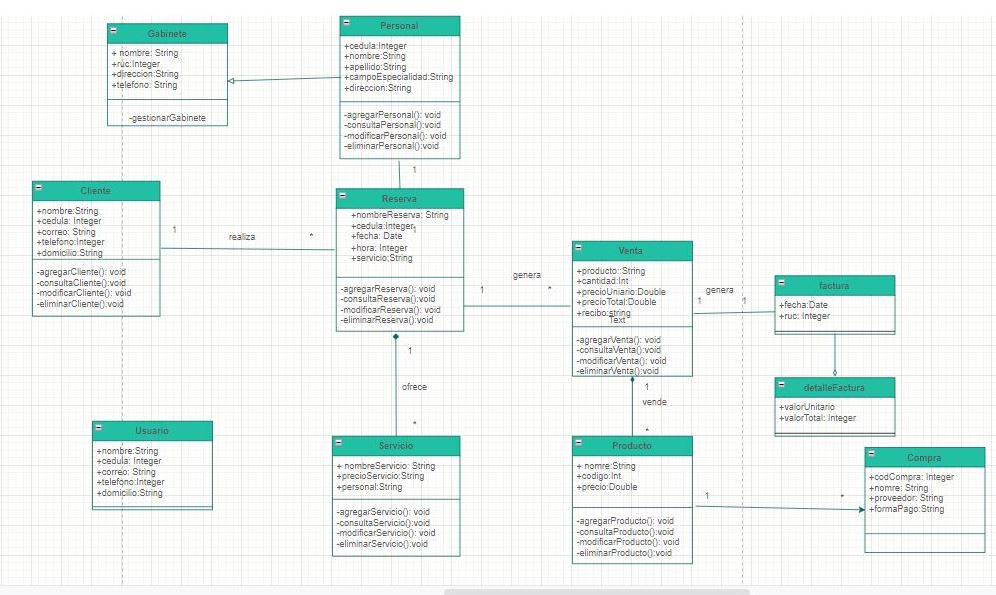 Gabinete
+ nombre: String
+ruc:Integer
+direccion:String
+telefono: String
-gestionarGabinete
Personal
+cedula:Integer
+nombre:String
+apellido:String
+campoEspecialidad:String
+direccion:String
-agregarPersonal(): void
-consultaPersonal():void
-modificarPersonal(): void
-eliminarPersonal():void
1
Cliente
+nombre:String
+cedula: Integer
+correo: String
+telefono:Integer
+domicilio:String
-agregarCliente(): void
-consultaCliente():void
-modificarCliente(): void
-eliminarCliente():void
1
realiza
*
Reserva
+nombreReserva: String
+cedula:Integer
1
+fecha: Date
+hora: Integer
+servicio:String
-agregarReserva(): void
-consultaReserva():void
-modificarReserva(): void
-eliminarReserva():void
genera
1
*
Venta
+producto::String
+cantidad:Int
+precioUniario:Double
+precioTotal:Double
+recibo:string
Text
-agregarVenta(): void
-consultaVenta():void
-modificarVenta(): void
-eliminarVenta():void
genera
1
1
factura
+fecha:Date
+ruc: Integer
detalleFactura
+valorUnitario
+valorTotal: Integer
1
ofrece
*
1
vende
*
Usuario
+nombre:String
+cedula: Integer
+correo: String
+telefono:Integer
+domicilio:String
Servicio
+ nombreServicio: String
+precioServicio:String
+personal:String
-agregarServicio(): void
-consultaServicio():void
-modificarServicio(): void
-eliminarServicio():void
Producto
+ nomre:String
+codigo:Int
+precio:Double
-agregarProducto(): void
-consultaProducto():void
-modificarProducto(): void
-eliminarProducto():void
1
*
Compra
+codCompra: Integer
+nomre: String
+proveedor: String
+formaPago:String